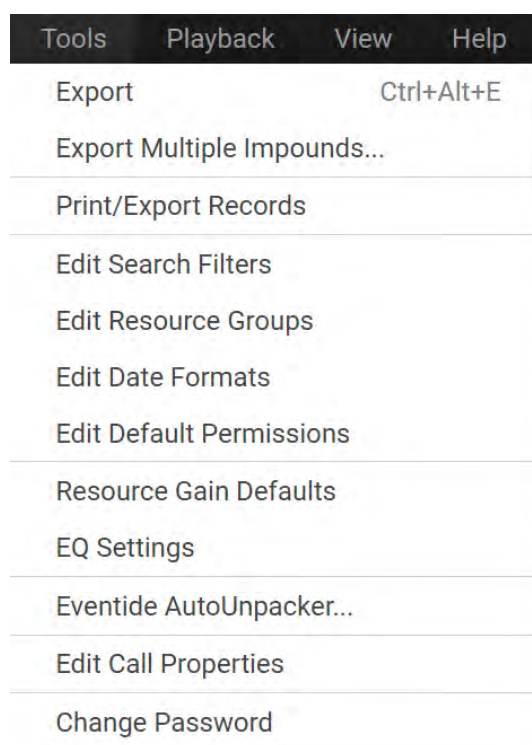 Tools Playback View Help
Export Ctrl+Alt+E
Export Multiple Impounds...
Print/Export Records
Edit Search Filters
Edit Resource Groups
Edit Date Formats
Edit Default Permissions
Resource Gain Defaults
EQ Settings
Eventide AutoUnpacker...
Edit Call Properties
Change Password